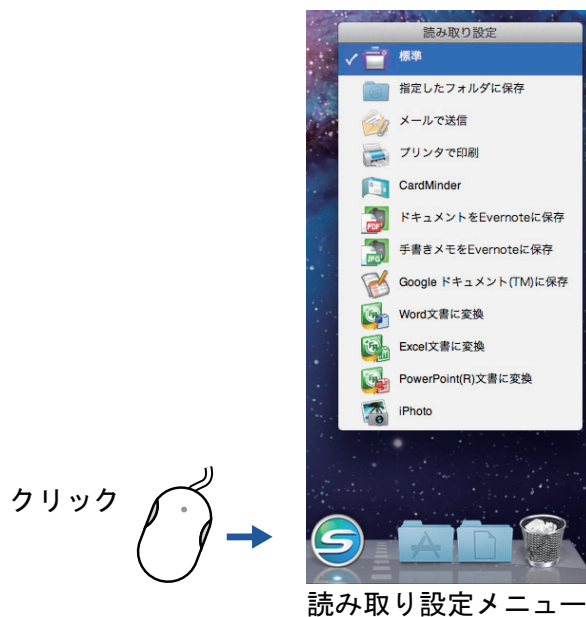 読み取り設定
標準
指定したフォルダに保存
メールで送信
プリンタで印刷
CardMinder
ドキュメントをEvernoteに保存
手書きメモをEvernoteに保存
Google ドキュメント(TM)に保存
Word文書に変換
Excel文書に変換
PowerPoint(R)文書に変換
iPhoto
クリック
読み取り設定メニュー